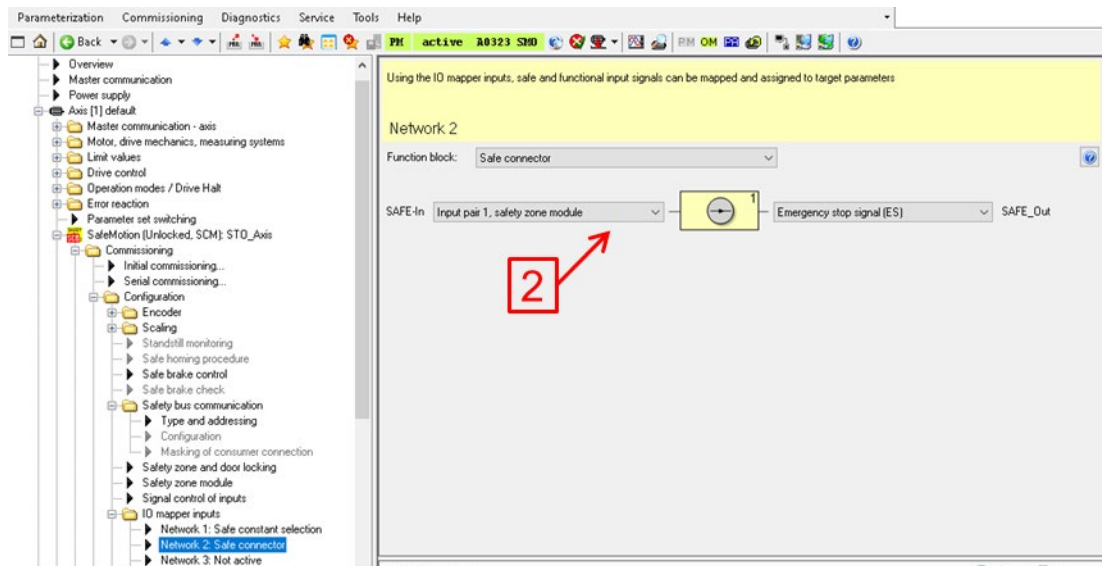 Parameterization Commissioning Diagnostics Service Tools Help
Back PM active A0323 SMO PM OM
Overview
Master communication
Power supply
Axis [1] default
Master communication - axis
Motor, drive mechanics, measuring systems
Limit values
Drive control
Operation modes / Drive Halt
Error reaction
Parameter set switching
SafeMotion (Unlocked, SCM): STO_Axis
Commissioning
Initial commissioning...
Serial commissioning...
Configuration
Encoder
Scaling
Standstill monitoring
Safe homing procedure
Safe brake control
Safe brake check
Safety bus communication
Type and addressing
Configuration
Masking of consumer connection
Safety zone and door locking
Safety zone module
Signal control of inputs
IO mapper inputs
Network 1: Safe constant selection
Network 2: Safe connector
Network 3: Not active
Using the IO mapper inputs, safe and functional input signals can be mapped and assigned to target parameters
Network 2
Function block: Safe connector
1
SAFE-In Input pair 1, safety zone module Emergency stop signal (ES) SAFE_Out
2